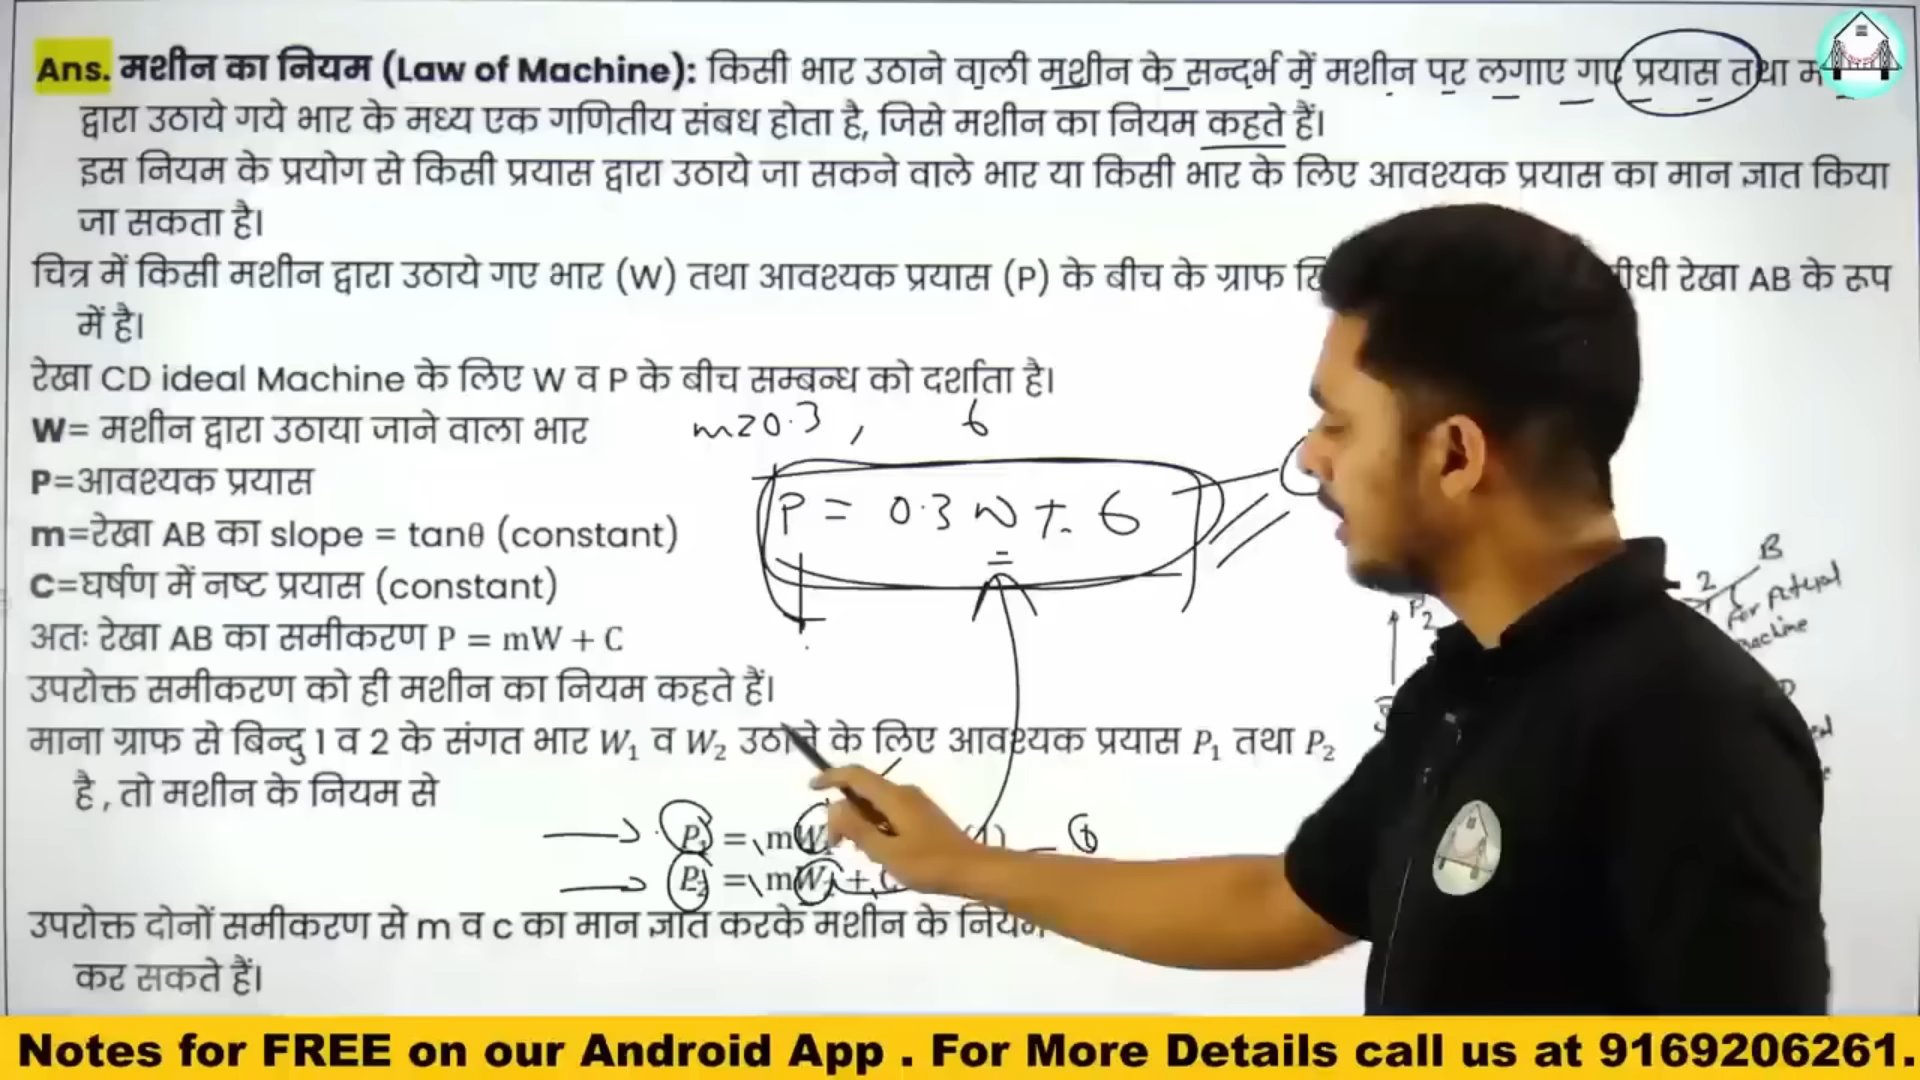 Ans. मशीन का नियम (Law of Machine): किसी भार उठाने वाली मशीन के सन्दर्भ में मशीन पर लगाए गए प्रयास तथा
द्वारा उठाये गये भार के मध्य एक गणितीय संबध होता है, जिसे मशीन का नियम कहते हैं।
इस नियम के प्रयोग से किसी प्रयास द्वारा उठाये जा सकने वाले भार या किसी भार के लिए आवश्यक प्रयास का मान ज्ञात किया
जा सकता है।
चित्र में किसी मशीन द्वारा उठाये गए भार (W) तथा आवश्यक प्रयास (P) के बीच के ग्राफ रेखा AB के रूप
में है।
रेखा CD ideal Machine के लिए W व P के बीच सम्बन्ध को दर्शाता है।
W= मशीन द्वारा उठाया जाने वाला भार
m=0.3, 6
P=आवश्यक प्रयास
P = 0.3 W + 6
m=रेखा AB का slope = tanθ (constant)
B
2
C=घर्षण में नष्ट प्रयास (constant)
P2
For Actual
Machine
अतः रेखा AB का समीकरण P = mW + C
उपरोक्त समीकरण को ही मशीन का नियम कहते हैं।
माना ग्राफ से बिन्दु 1 व 2 के संगत भार W₁ व W₂ उठाने के लिए आवश्यक प्रयास P₁ तथा P₂
है , तो मशीन के नियम से
P₁ = mW₁
P₂ = mW₂ +
उपरोक्त दोनों समीकरण से m व c का मान ज्ञात करके मशीन के
कर सकते हैं।
Notes for FREE on our Android App . For More Details call us at 9169206261.